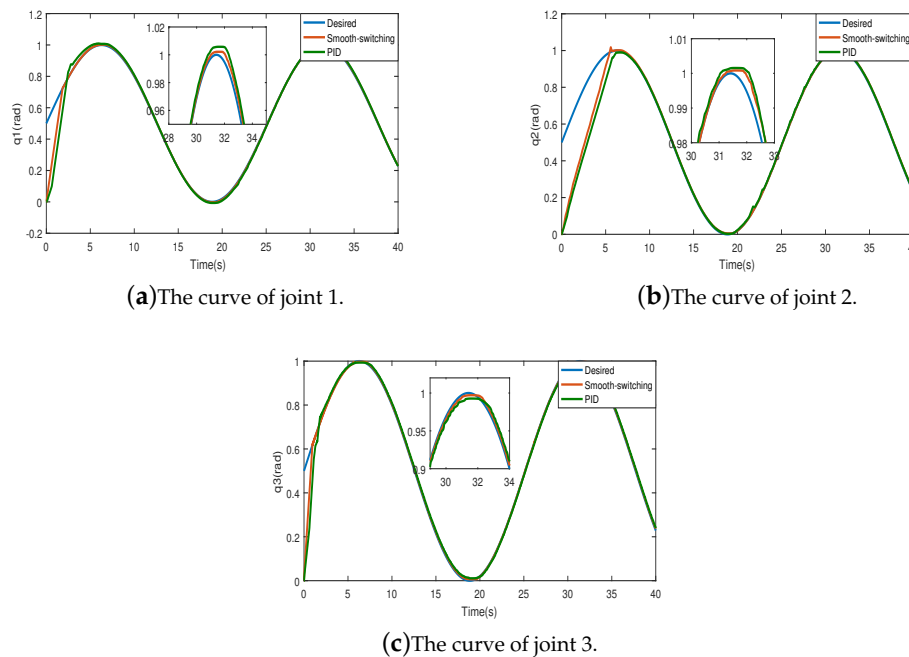 1.2
1
0.8
0.6
0.4
0.2
0
-0.2
q1(rad)
0 5 10 15 20 25 30 35 40
Time(s)
1.02
1
0.98
0.96
28 30 32 34
Desired
Smooth-switching
PID
(a)The curve of joint 1.
1.2
1
0.8
0.6
0.4
0.2
0
q2(rad)
0 5 10 15 20 25 30 35 40
Time(s)
1.01
1
0.99
0.98
30 31 32 33
Desired
Smooth-switching
PID
(b)The curve of joint 2.
1
0.8
0.6
0.4
0.2
0
q3(rad)
0 5 10 15 20 25 30 35 40
Time(s)
1
0.95
0.9
30 32 34
Desired
Smooth-switching
PID
(c)The curve of joint 3.